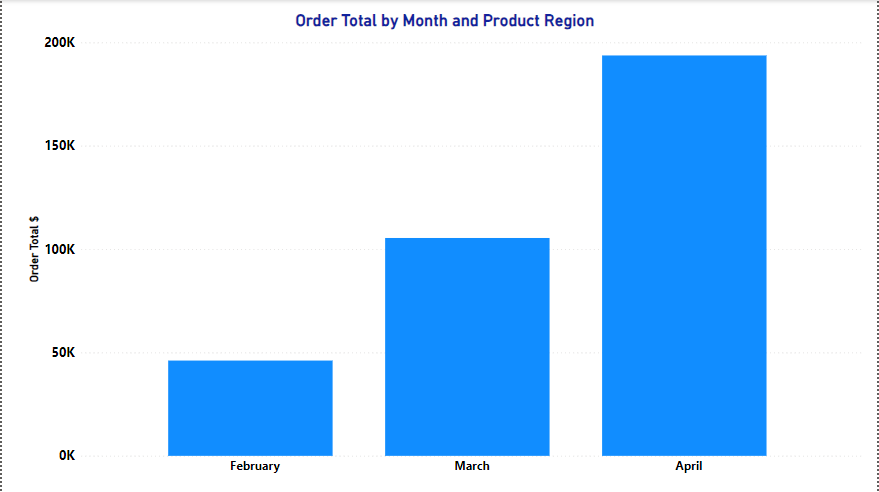 Order Total by Month and Product Region
200K
150K
100K
50K
0K
Order Total $
February March April